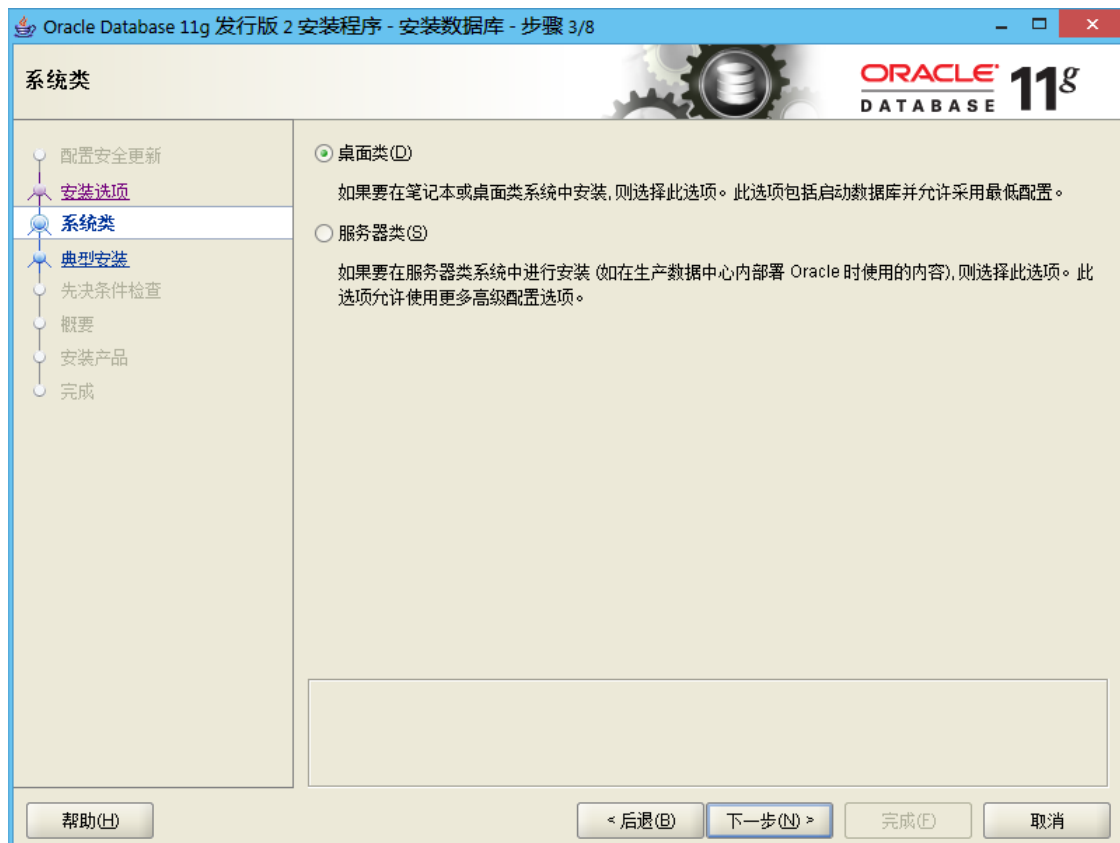 Oracle Database 11g 发行版 2 安装程序 - 安装数据库 - 步骤 3/8
系统类
ORACLE 11g
DATABASE
配置安全更新
安装选项
系统类
典型安装
先决条件检查
概要
安装产品
完成
桌面类(D)
如果要在笔记本或桌面类系统中安装, 则选择此选项。此选项包括启动数据库并允许采用最低配置。
服务器类(S)
如果要在服务器类系统中进行安装 (如在生产数据中心内部署 Oracle 时使用的内容), 则选择此选项。此
选项允许使用更多高级配置选项。
帮助(H)
< 后退(B)
下一步(N) >
完成(F)
取消